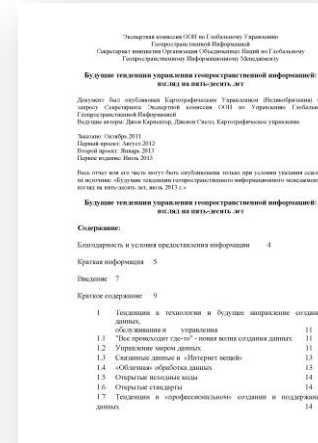 Экспертная комиссия ООН по Глобальному Управлению
Геопространственной Информацией
Секретариат инициатив Организации Объединенных Наций по Глобальному
Геопространственному Информационному Менеджменту
Будущие тенденции управления геопространственной информацией:
взгляд на пять-десять лет
Документ был опубликован Картографическим Управлением (Великобритания)
запросу Секретариата Экспертной комиссии ООН по Управлению
Геопространственной Информацией.
Ведущие авторы: Джон Карпентер, Джевон Снелл, Картографическое управление
Заказано: Октябрь 2011
Первый проект: Август 2012
Второй проект: Январь 2013
Первое издание: Июль 2013
Весь отчет или его часть могут быть опубликованы только при условии указания
на источник: «Будущие тенденции геопространственного информационного
взгляд на пять-десять лет, июль 2013 г.»
Будущие тенденции управления геопространственной информацией:
взгляд на пять-десять лет
Содержание:
Благодарность и условия предоставления информации 4
Краткая информация 5
Введение 7
Краткое содержание 9
1 Тенденции в технологии и будущее направление
данных,
обслуживания и управления 11
1.1 "Все происходит где-то" - новая волна создания данных 11
1.2 Управление миром данных 11
1.3 Связанные данные и «Интернет вещей» 13
1.4 «Облачная» обработка данных 13
1.5 Открытые исходные коды 14
1.6 Открытые стандарты 14
1.7 Тенденции в «профессиональном» создании и
данных 14